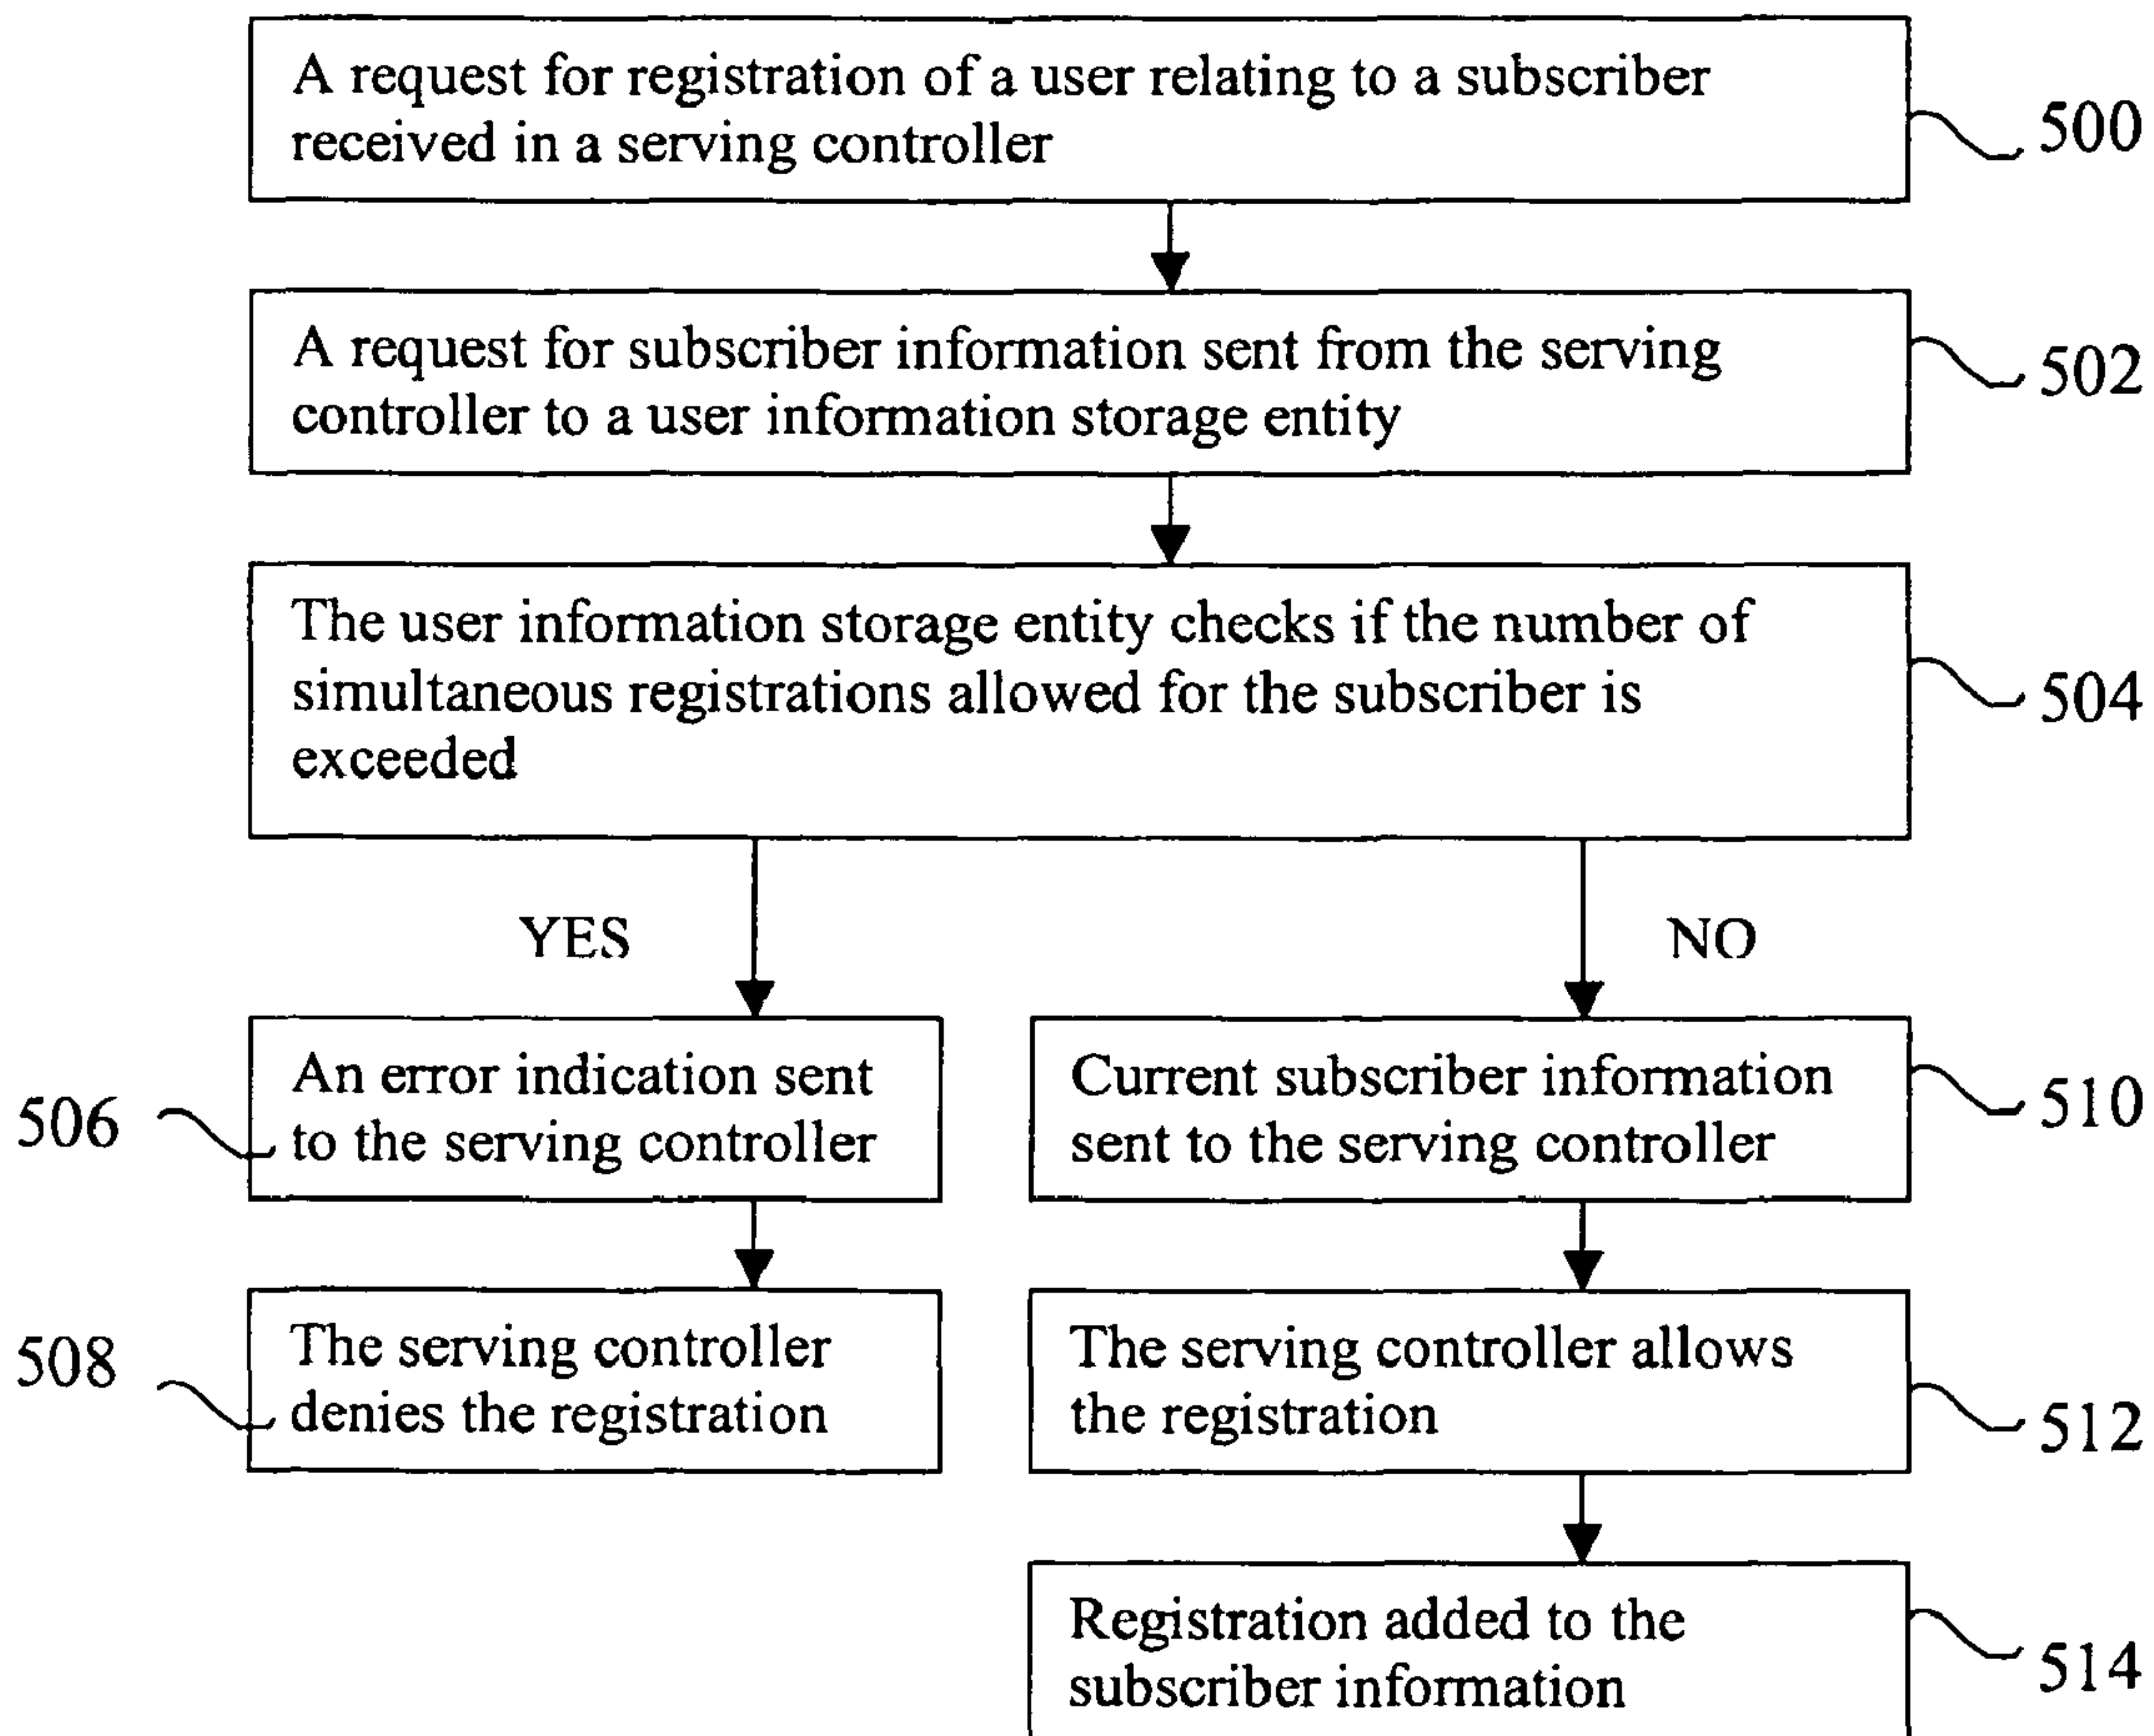 A request for registration of a user relating to a subscriber
received in a serving controller
500
A request for subscriber information sent from the serving
controller to a user information storage entity
502
The user information storage entity checks if the number of
simultaneous registrations allowed for the subscriber is
exceeded
504
YES
NO
506
An error indication sent
to the serving controller
Current subscriber information
sent to the serving controller
510
508
The serving controller
denies the registration
The serving controller allows
the registration
512
Registration added to the
subscriber information
514